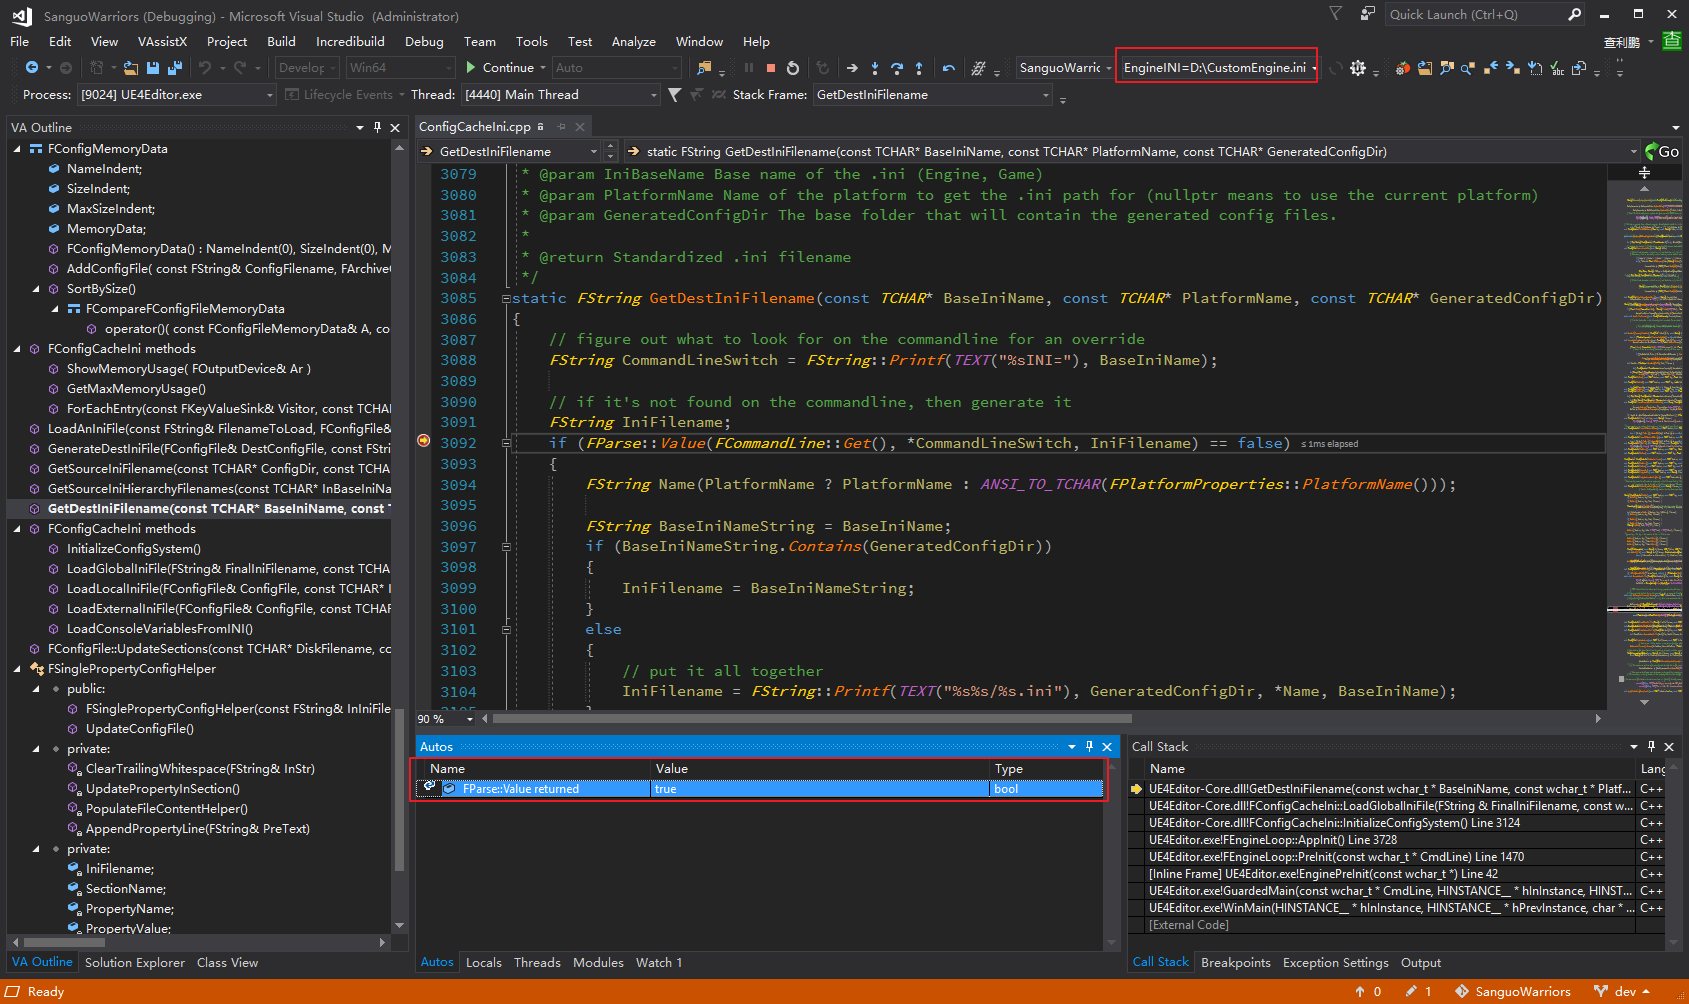 SanguoWarriors (Debugging) - Microsoft Visual Studio (Administrator)
Quick Launch (Ctrl+Q)
File Edit View VAssistX Project Build Incredibuild Debug Team Tools Test Analyze Window Help
查利鹏 查
Develop Win64 Continue Auto SanguoWarric EngineINI=D:\CustomEngine.ini
Process: [9024] UE4Editor.exe Lifecycle Events Thread: [4440] Main Thread Stack Frame: GetDestIniFilename
VA Outline
FConfigMemoryData
NameIndent;
SizeIndent;
MaxSizeIndent;
MemoryData;
FConfigMemoryData() : NameIndent(0), SizeIndent(0), M
AddConfigFile( const FString& ConfigFilename, FArchive
SortBySize()
FCompareFConfigFileMemoryData
operator()( const FConfigFileMemoryData& A, co
FConfigCacheIni methods
ShowMemoryUsage( FOutputDevice& Ar )
GetMaxMemoryUsage()
ForEachEntry(const FKeyValueSink& Visitor, const TCHAR
LoadAnIniFile(const FString& FilenameToLoad, FConfigFile&
GenerateDestIniFile(FConfigFile& DestConfigFile, const FStri
GetSourceIniFilename(const TCHAR* ConfigDir, const TCHAR
GetSourceIniHierarchyFilenames(const TCHAR* InBaseIniNa
GetDestIniFilename(const TCHAR* BaseIniName, const T
FConfigCacheIni methods
InitializeConfigSystem()
LoadGlobalIniFile(FString& FinalIniFilename, const TCHA
LoadLocalIniFile(FConfigFile& ConfigFile, const TCHAR* I
LoadExternalIniFile(FConfigFile& ConfigFile, const TCHAR
LoadConsoleVariablesFromINI()
FConfigFile::UpdateSections(const TCHAR* DiskFilename, co
FSinglePropertyConfigHelper
public:
FSinglePropertyConfigHelper(const FString& InIniFile
UpdateConfigFile()
private:
ClearTrailingWhitespace(FString& InStr)
UpdatePropertyInSection()
PopulateFileContentHelper()
AppendPropertyLine(FString& PreText)
private:
IniFilename;
SectionName;
PropertyName;
PropertyValue;
VA Outline Solution Explorer Class View
ConfigCacheIni.cpp
GetDestIniFilename static FString GetDestIniFilename(const TCHAR* BaseIniName, const TCHAR* PlatformName, const TCHAR* GeneratedConfigDir) Go
3079 * @param IniBaseName Base name of the .ini (Engine, Game)
3080 * @param PlatformName Name of the platform to get the .ini path for (nullptr means to use the current platform)
3081 * @param GeneratedConfigDir The base folder that will contain the generated config files.
3082 *
3083 * @return Standardized .ini filename
3084 */
3085 static FString GetDestIniFilename(const TCHAR* BaseIniName, const TCHAR* PlatformName, const TCHAR* GeneratedConfigDir)
3086 {
3087 // figure out what to look for on the commandline for an override
3088 FString CommandLineSwitch = FString::Printf(TEXT("%sINI="), BaseIniName);
3089
3090 // if it's not found on the commandline, then generate it
3091 FString IniFilename;
3092 if (FParse::Value(FCommandLine::Get(), *CommandLineSwitch, IniFilename) == false) ≤ 1ms elapsed
3093 {
3094 FString Name(PlatformName ? PlatformName : ANSI_TO_TCHAR(FPlatformProperties::PlatformName()));
3095
3096 FString BaseIniNameString = BaseIniName;
3097 if (BaseIniNameString.Contains(GeneratedConfigDir))
3098 {
3099 IniFilename = BaseIniNameString;
3100 }
3101 else
3102 {
3103 // put it all together
3104 IniFilename = FString::Printf(TEXT("%s%s/%s.ini"), GeneratedConfigDir, *Name, BaseIniName);
90 %
Autos
Name Value Type
FParse::Value returned true bool
Autos Locals Threads Modules Watch 1
Call Stack
Name Lang
UE4Editor-Core.dll!GetDestIniFilename(const wchar_t * BaseIniName, const wchar_t * Platf... C++
UE4Editor-Core.dll!FConfigCacheIni::LoadGlobalIniFile(FString & FinalIniFilename, const w... C++
UE4Editor-Core.dll!FConfigCacheIni::InitializeConfigSystem() Line 3124 C++
UE4Editor.exe!FEngineLoop::AppInit() Line 3728 C++
UE4Editor.exe!FEngineLoop::PreInit(const wchar_t * CmdLine) Line 1470 C++
[Inline Frame] UE4Editor.exe!EnginePreInit(const wchar_t *) Line 42 C++
UE4Editor.exe!GuardedMain(const wchar_t * CmdLine, HINSTANCE__ * hInInstance, HINST... C++
UE4Editor.exe!WinMain(HINSTANCE__ * hInInstance, HINSTANCE__ * hPrevInstance, char * ... C++
[External Code]
Call Stack Breakpoints Exception Settings Output
Ready 0 1 SanguoWarriors dev